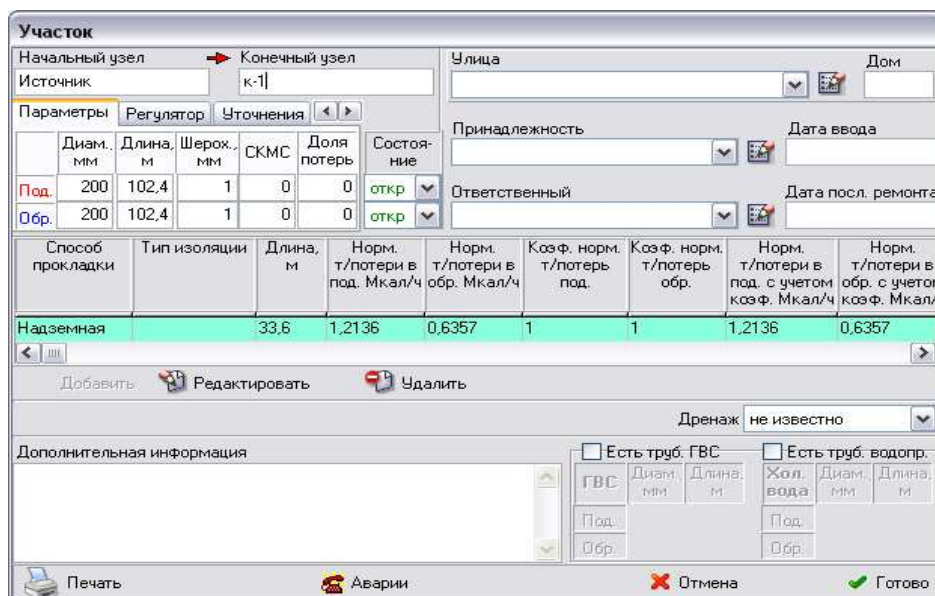 Участок
Начальный узел Конечный узел Улица Дом
Источник к-1
Параметры Регулятор Уточнения
Принадлежность Дата ввода
Диам., мм Длина, м Шерох., мм СКМС Доля потерь Состоя-ние
Под. 200 102,4 1 0 0 откр
Ответственный Дата посл. ремонта
Обр. 200 102,4 1 0 0 откр
Способ прокладки Тип изоляции Длина, м Норм. т/потери в под. Мкал/ч Норм. т/потери в обр. Мкал/ч Коэф. норм. т/потерь под. Коэф. норм. т/потерь обр. Норм. т/потери в под. с учетом коэф. Мкал/ч Норм. т/потери в обр. с учетом коэф. Мкал/
Надземная 33,6 1,2136 0,6357 1 1 1,2136 0,6357
Добавить Редактировать Удалить
Дренаж не известно
Дополнительная информация Есть труб. ГВС Есть труб. водопр.
ГВС Диам., мм Длина, м Хол. вода Диам., мм Длина, м
Под. Под.
Обр. Обр.
Печать Аварии Отмена Готово